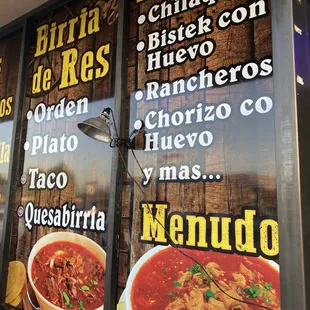 Birria
de Res
•Orden
•Plato
•Taco
•Quesabirria
•Bistek con
Huevo
•Rancheros
•Chorizo co
Huevo
y mas...
Menudo